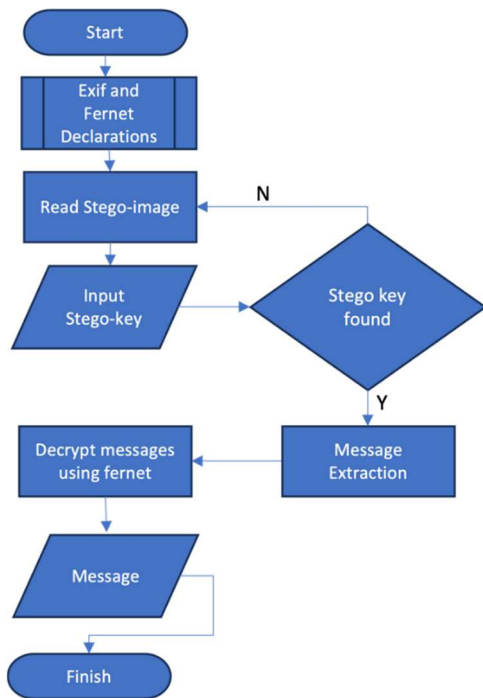 Start
Exif and
Fernet
Declarations
Read Stego-image
N
Input
Stego-key
Stego key
found
Y
Decrypt messages
using fernet
Message
Extraction
Message
Finish